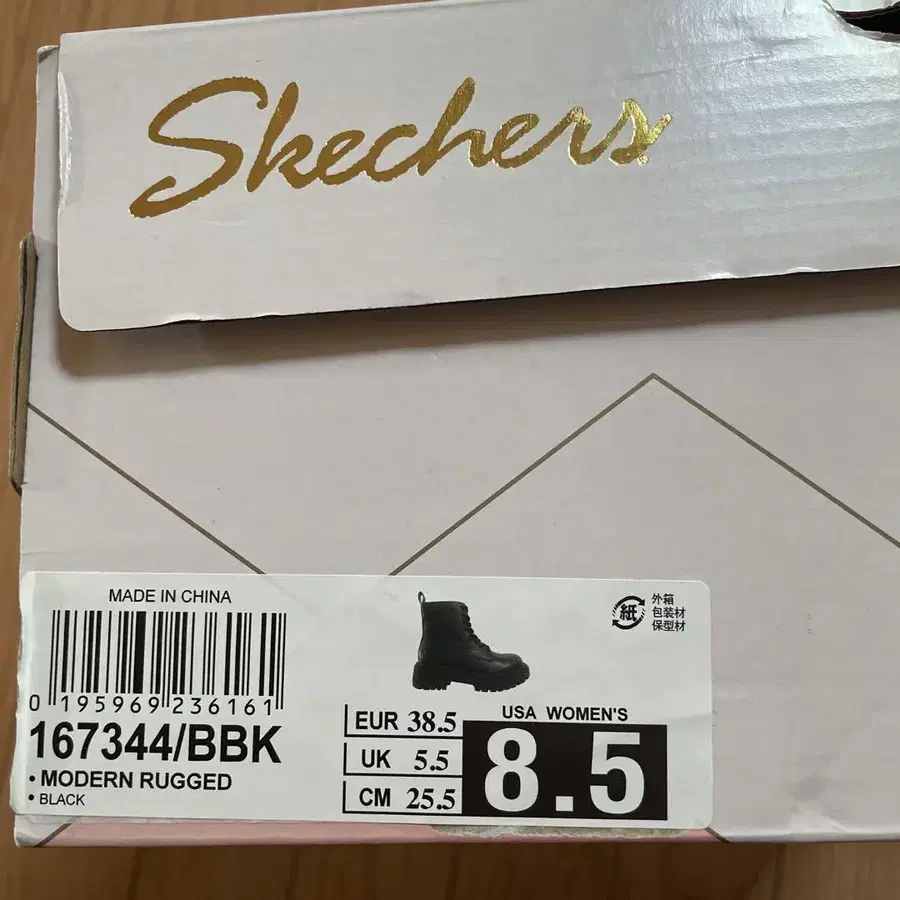 Skechers
MADE IN CHINA
0 195969 236161
167344/BBK
• MODERN RUGGED
• BLACK
EUR 38.5
UK 5.5
CM 25.5
USA WOMEN'S
8.5
紙
外箱
包装材
保型材